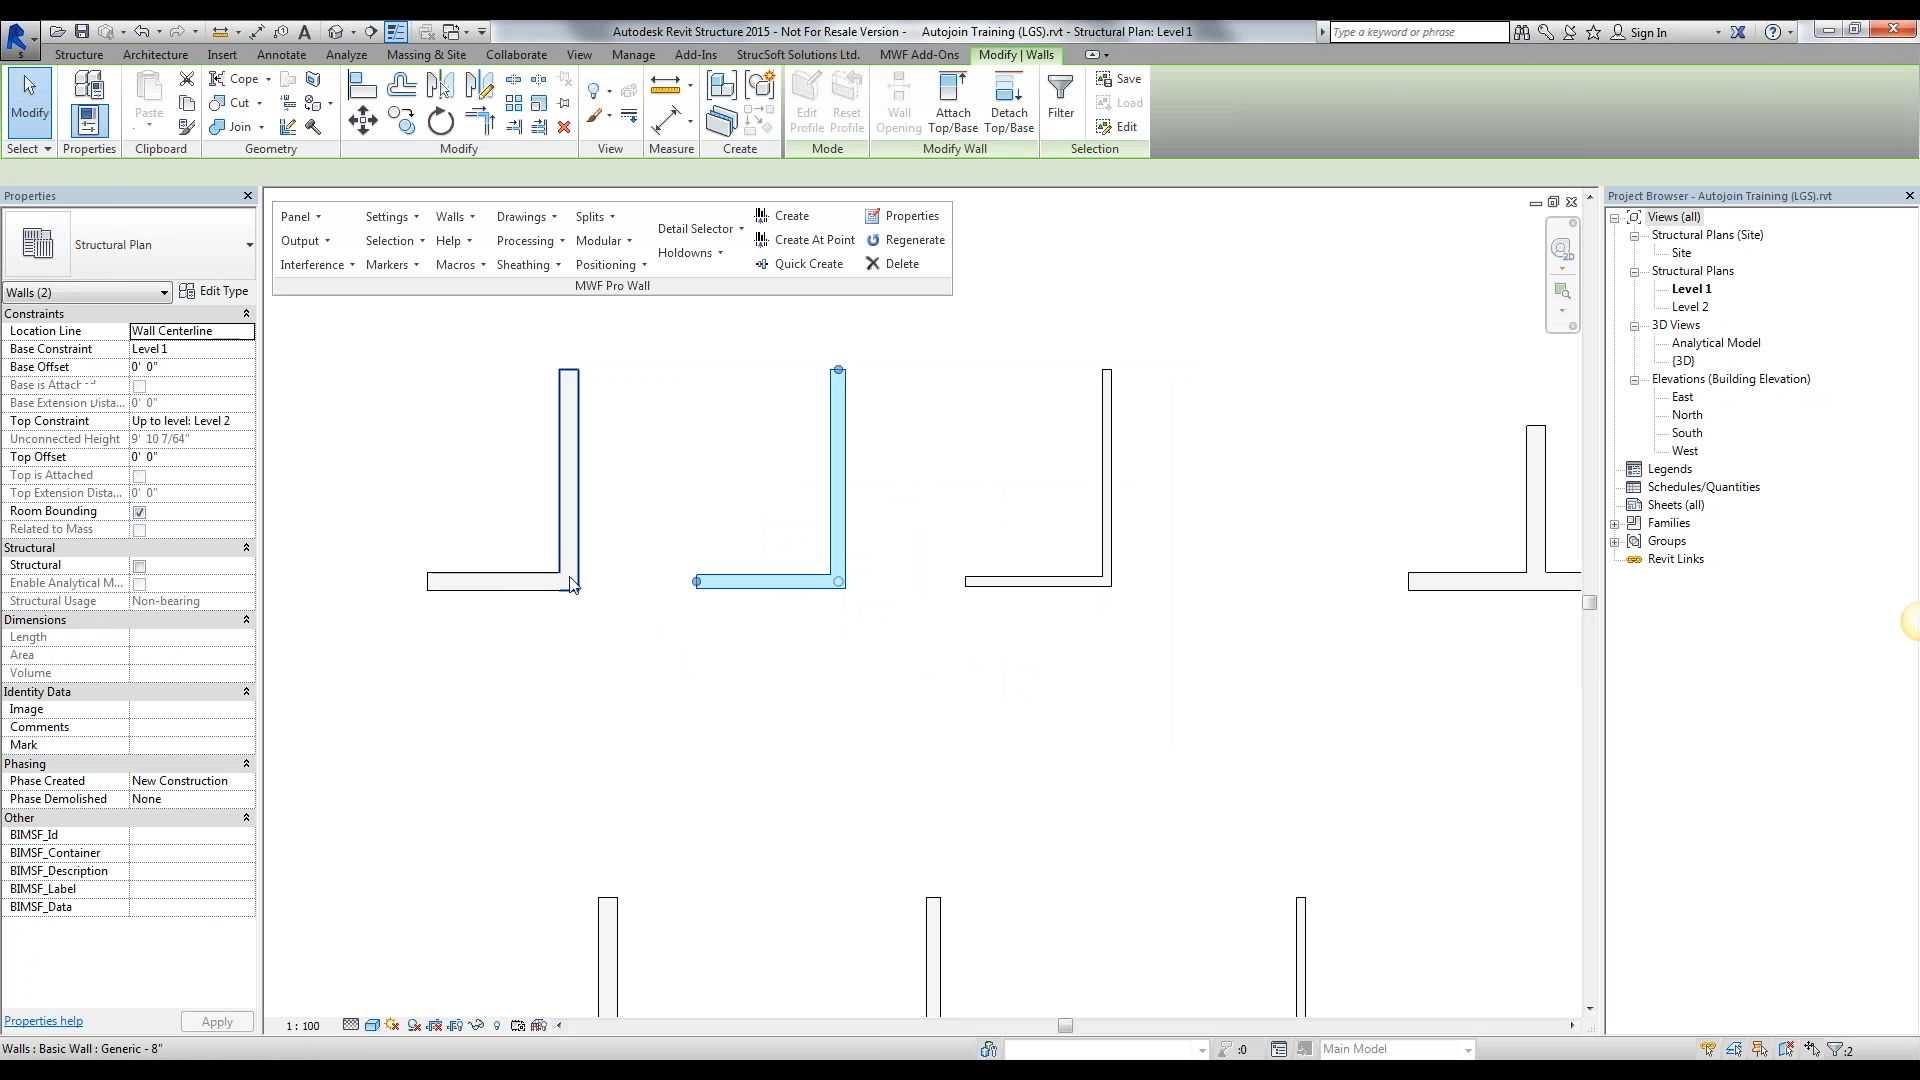 Autodesk Revit Structure 2015 - Not For Resale Version - Autojoin Training (LGS).rvt - Structural Plan: Level 1
Type a keyword or phrase
Sign In
Structure Architecture Insert Annotate Analyze Massing & Site Collaborate View Manage Add-Ins StrucSoft Solutions Ltd. MWF Add-Ons Modify | Walls
Modify
Paste
Cope
Cut
Join
Edit Profile
Reset Profile
Wall Opening
Attach Top/Base
Detach Top/Base
Filter
Save
Load
Edit
Select Properties Clipboard Geometry Modify View Measure Create Mode Modify Wall Selection
Properties
Structural Plan
Walls (2)
Edit Type
Constraints
Location Line Wall Centerline
Base Constraint Level 1
Base Offset 0' 0"
Base is Attach
Base Extension Dista... 0' 0"
Top Constraint Up to level: Level 2
Unconnected Height 9' 10 7/64"
Top Offset 0' 0"
Top is Attached
Top Extension Dista... 0' 0"
Room Bounding
Related to Mass
Structural
Structural
Enable Analytical M...
Structural Usage Non-bearing
Dimensions
Length
Area
Volume
Identity Data
Image
Comments
Mark
Phasing
Phase Created New Construction
Phase Demolished None
Other
BIMSF_Id
BIMSF_Container
BIMSF_Description
BIMSF_Label
BIMSF_Data
Properties help
Apply
Panel Settings Walls Drawings Splits
Output Selection Help Processing Modular
Interference Markers Macros Sheathing Positioning
Detail Selector
Holdowns
Create Properties
Create At Point Regenerate
Quick Create Delete
MWF Pro Wall
2D
Project Browser - Autojoin Training (LGS).rvt
Views (all)
Structural Plans (Site)
Site
Structural Plans
Level 1
Level 2
3D Views
Analytical Model
{3D}
Elevations (Building Elevation)
East
North
South
West
Legends
Schedules/Quantities
Sheets (all)
Families
Groups
Revit Links
1 : 100
Walls : Basic Wall : Generic - 8"
:0
Main Model
:2